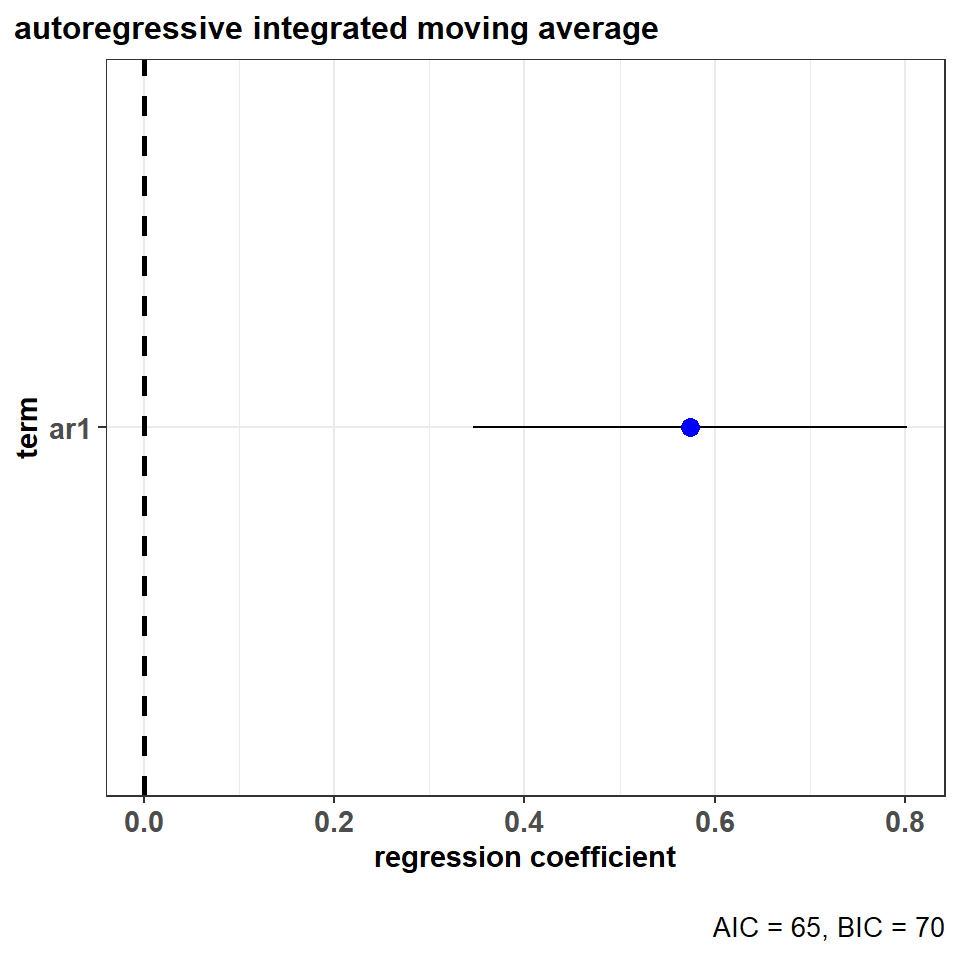 autoregressive integrated moving average
term
ar1
0.0 0.2 0.4 0.6 0.8
regression coefficient
AIC = 65, BIC = 70